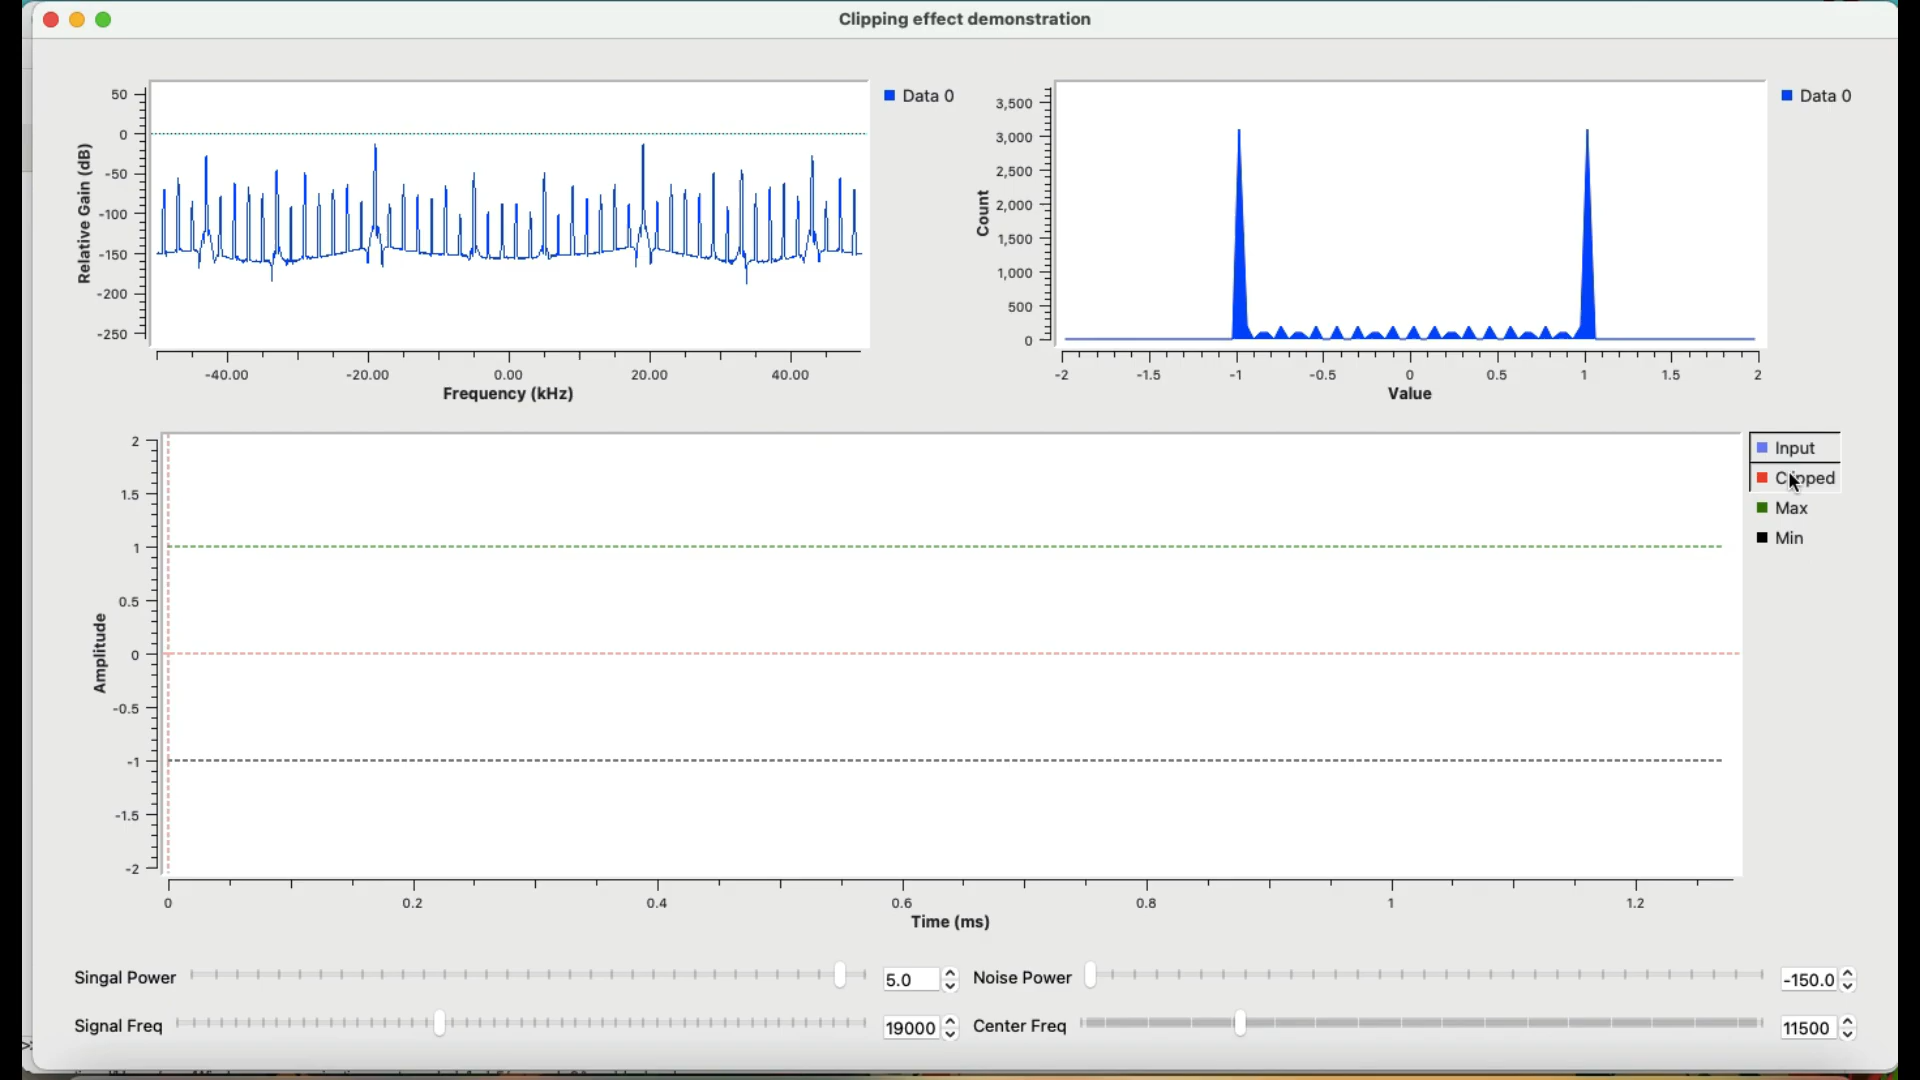 Clipping effect demonstration
50
0
-50
-100
-150
-200
-250
Relative Gain (dB)
-40.00 -20.00 0.00 20.00 40.00
Frequency (kHz)
Data 0
3,500
3,000
2,500
2,000
1,500
1,000
500
0
Count
-2 -1.5 -1 -0.5 0 0.5 1 1.5 2
Value
Data 0
2
1.5
1
0.5
0
-0.5
-1
-1.5
-2
Amplitude
0 0.2 0.4 0.6 0.8 1 1.2
Time (ms)
Input
Clipped
Max
Min
Singal Power 5.0 Noise Power -150.0
Signal Freq 19000 Center Freq 11500